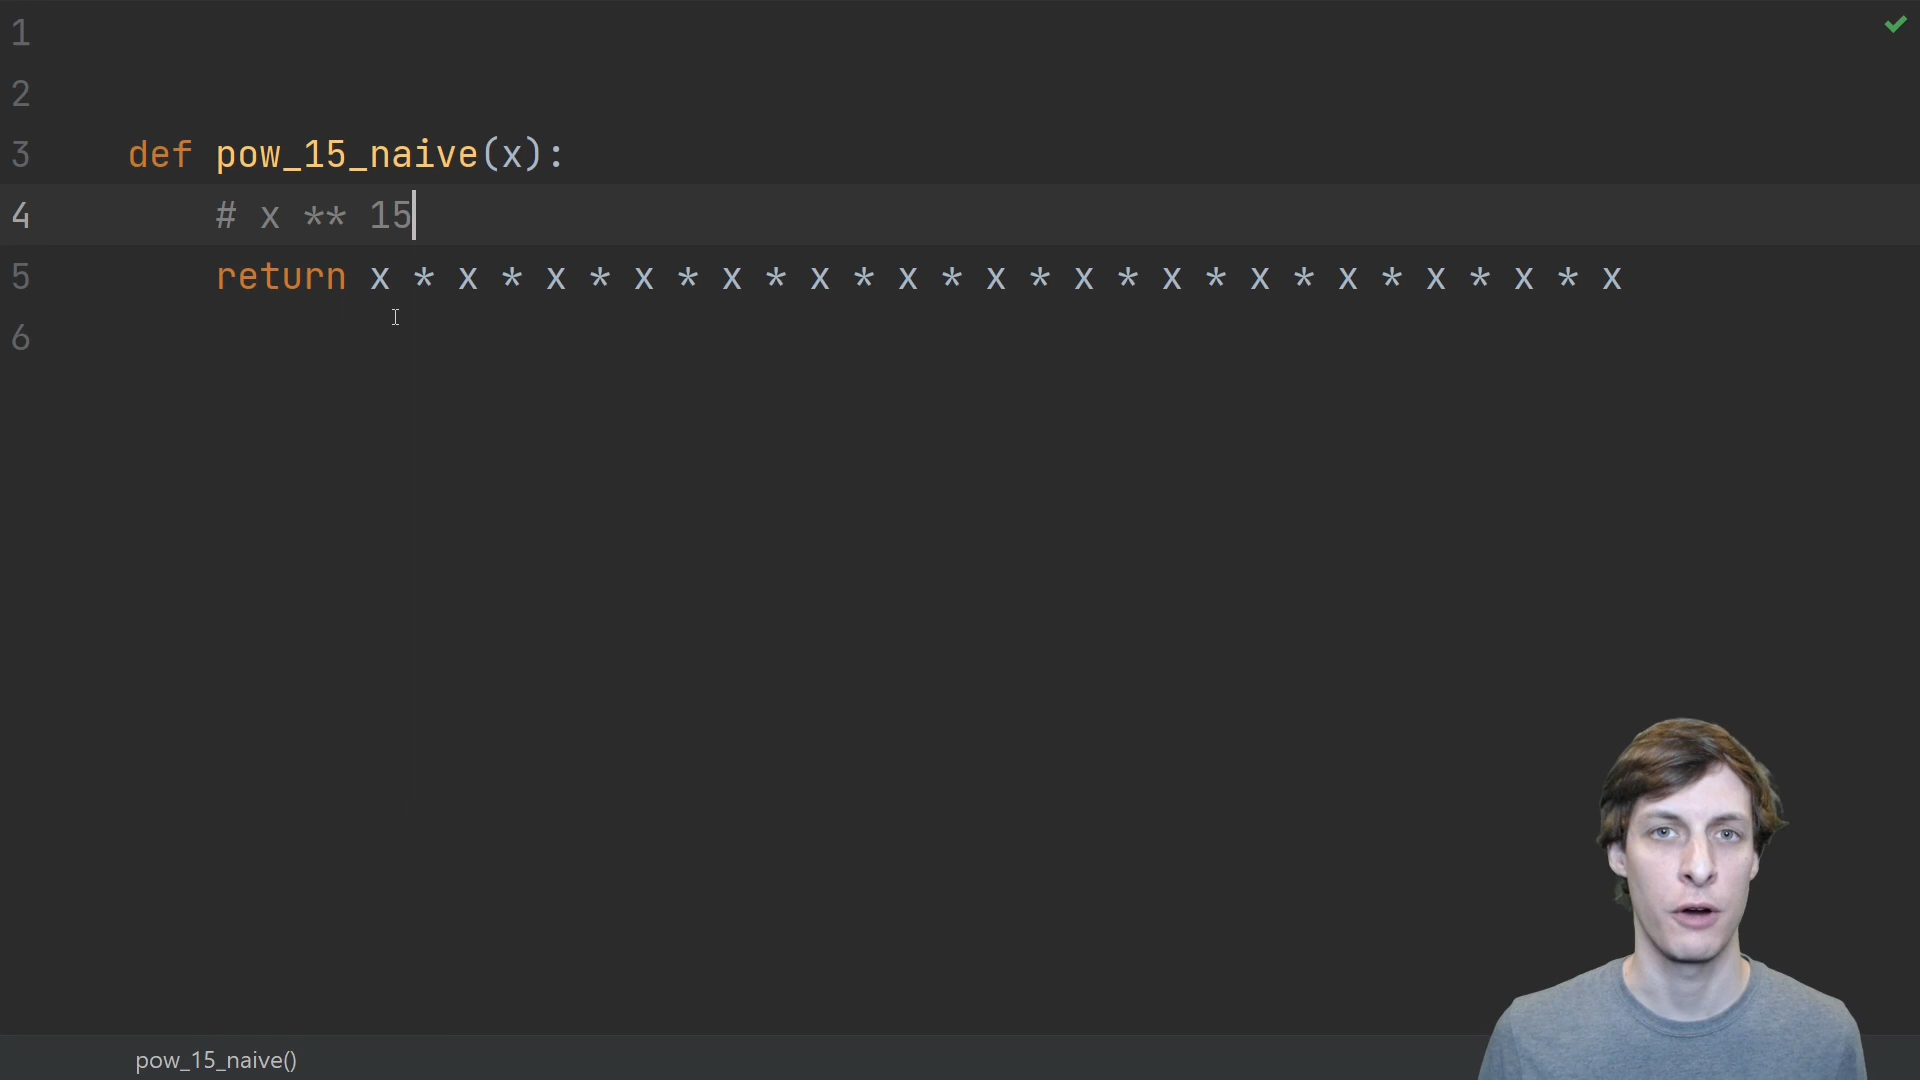 1
2
3 def pow_15_naive(x):
4 # x ** 15
5 return x * x * x * x * x * x * x * x * x * x * x * x * x * x * x
6
pow_15_naive()